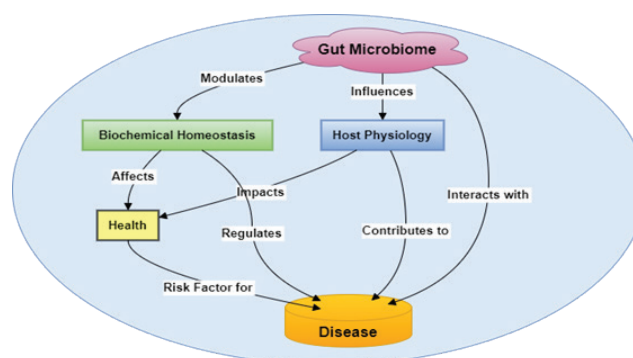 Gut Microbiome
Modulates
Influences
Biochemical Homeostasis
Host Physiology
Affects
Impacts
Interacts with
Health
Regulates
Contributes to
Risk Factor for
Disease